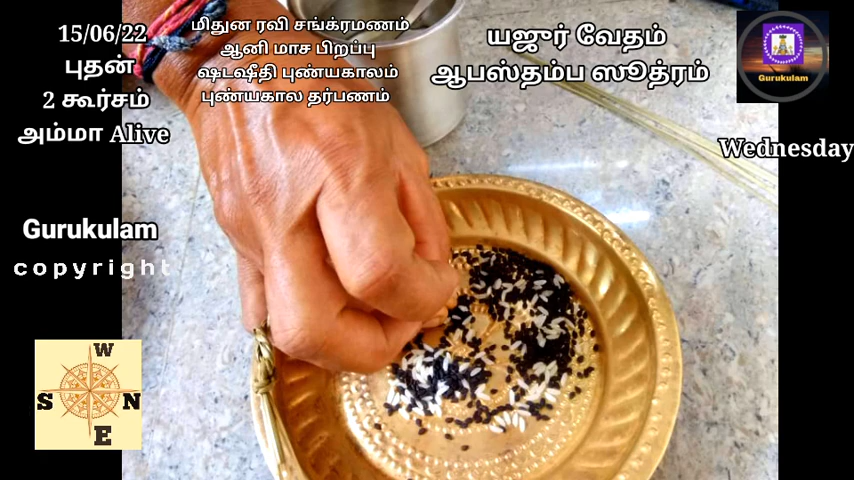 15/06/22
புதன்
2 கூர்சம்
அம்மா Alive
மிதுன ரவி சங்க்ரமணம்
ஆனி மாச பிறப்பு
ஷடஷீதி புண்யகாலம்
புண்யகால தர்பணம்
யஜுர் வேதம்
ஆபஸ்தம்ப ஸூத்ரம்
Gurukulam
Wednesday
Gurukulam
copyright
W
S N
E